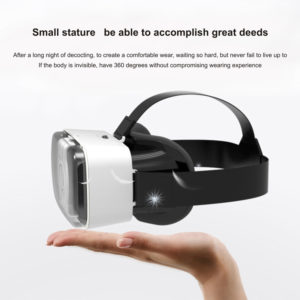 Small stature be able to accomplish great deeds
After a long night of decocting, to create a comfortable wear, waiting so hard, but never fail to live up to
If the body is invisible, have 360 degrees without compromising wearing experience